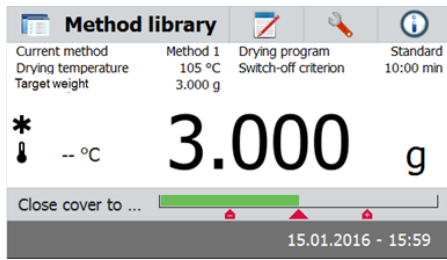 Method library
Current method Method 1 Drying program Standard
Drying temperature 105 °C Switch-off criterion 10:00 min
Target weight 3.000 g
-- °C 3.000 g
Close cover to ...
15.01.2016 - 15:59